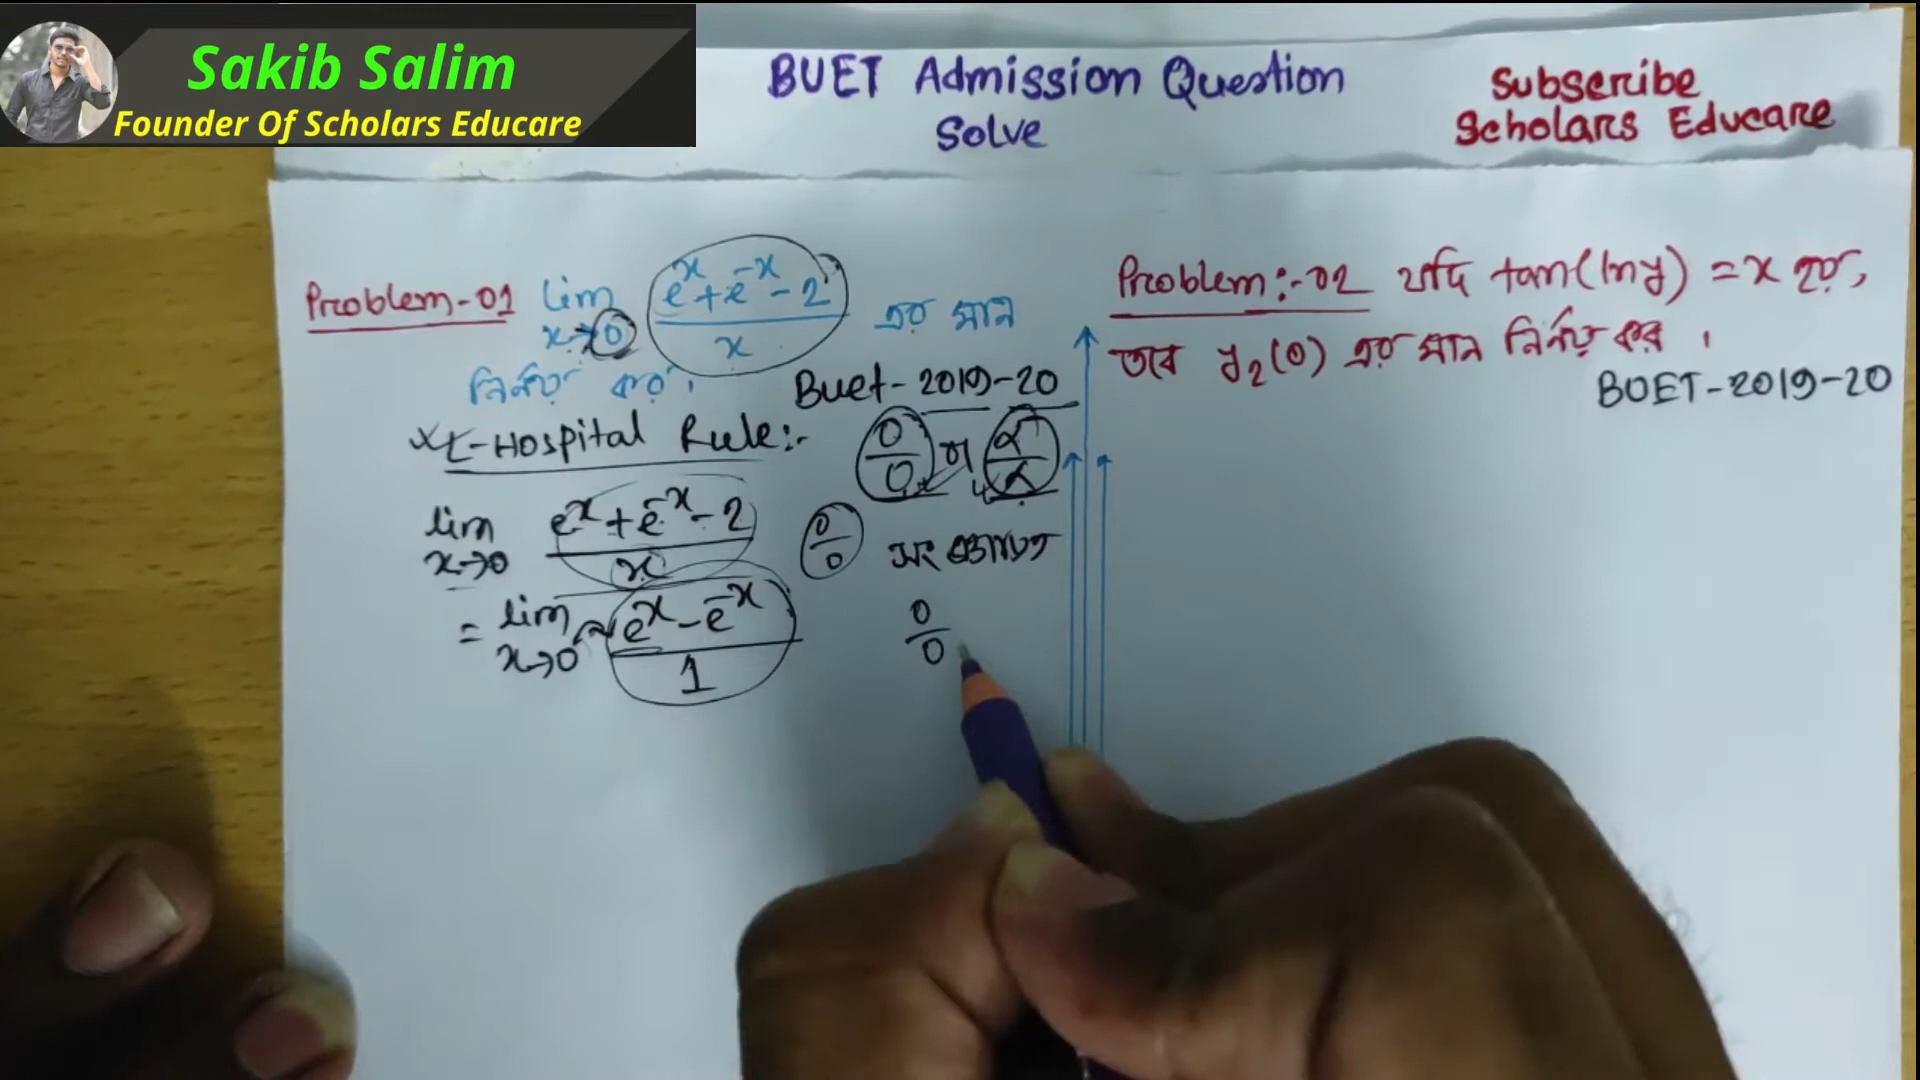 Sakib Salim
Founder Of Scholars Educare
BUET Admission Question
Solve
Subscribe
Scholars Educare
Problem-01 lim x→0 (e^x + e^-x - 2)/x এর মান
নির্ণয় কর।
Buet-2019-20
L-Hospital Rule:- 0/0 বা α/α
lim x→0 (e^x + e^-x - 2)/x 0/0
= lim x→0 (e^x - e^-x)/1 0/0
Problem:-02 যদি tan(lny) = x হয়,
তবে y₂(0) এর মান নির্ণয় কর।
BUET-2019-20